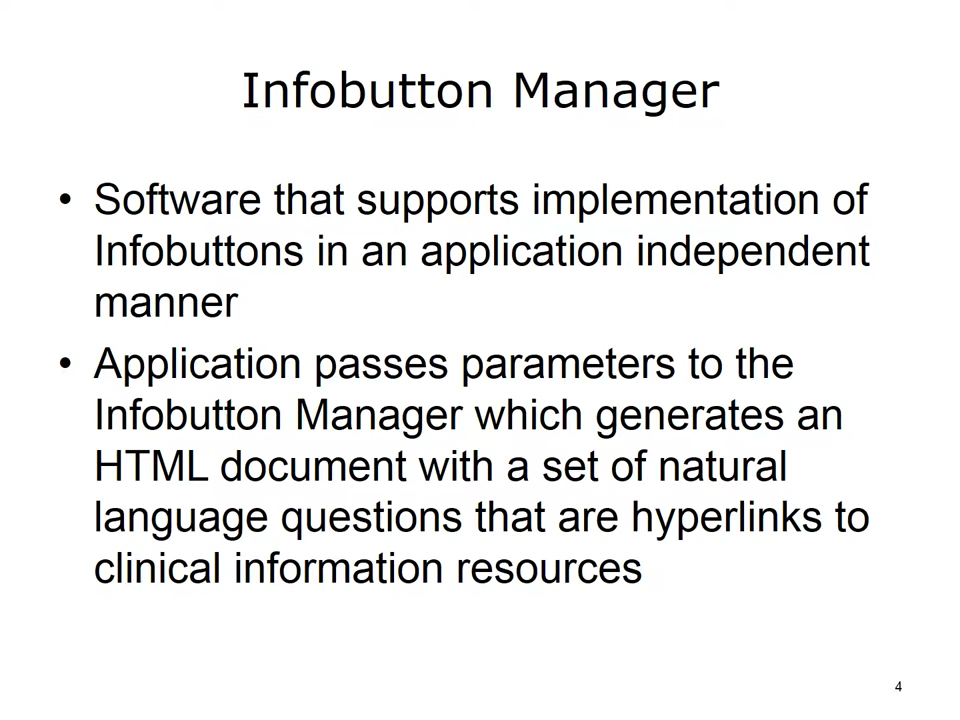 Infobutton Manager
• Software that supports implementation of
Infobuttons in an application independent
manner
• Application passes parameters to the
Infobutton Manager which generates an
HTML document with a set of natural
language questions that are hyperlinks to
clinical information resources
4